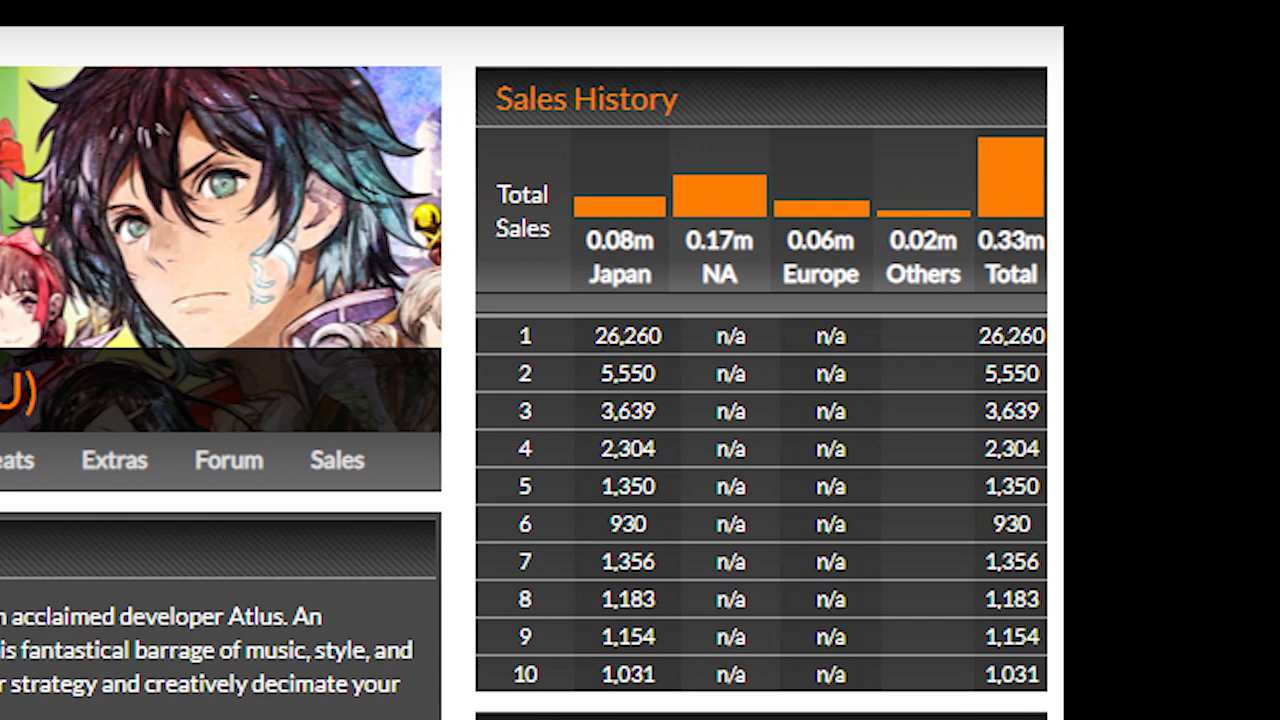 U)
eats Extras Forum Sales
n acclaimed developer Atlus. An
is fantastical barrage of music, style, and
r strategy and creatively decimate your
Sales History
Total Sales
0.08m 0.17m 0.06m 0.02m 0.33m
Japan NA Europe Others Total
1 26,260 n/a n/a 26,260
2 5,550 n/a n/a 5,550
3 3,639 n/a n/a 3,639
4 2,304 n/a n/a 2,304
5 1,350 n/a n/a 1,350
6 930 n/a n/a 930
7 1,356 n/a n/a 1,356
8 1,183 n/a n/a 1,183
9 1,154 n/a n/a 1,154
10 1,031 n/a n/a 1,031